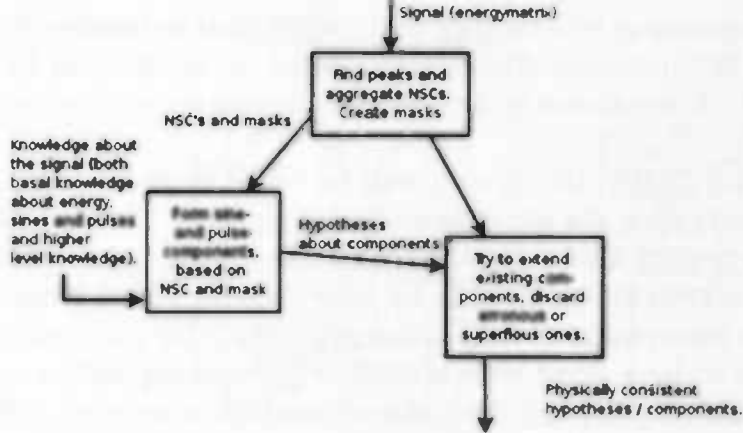 Signal (energymatrix)
Find peaks and
aggregate NSCs.
Create masks
NSC's and masks
Knowledge about
the signal (both
basal knowledge
about energy,
sines and pulses
and higher
level knowledge).
Form sine-
and pulse-
components,
based on
NSC and mask
Hypotheses
about components
Try to extend
existing com-
ponents, discard
erronous or
superflous ones.
Physically consistent
hypotheses / components.